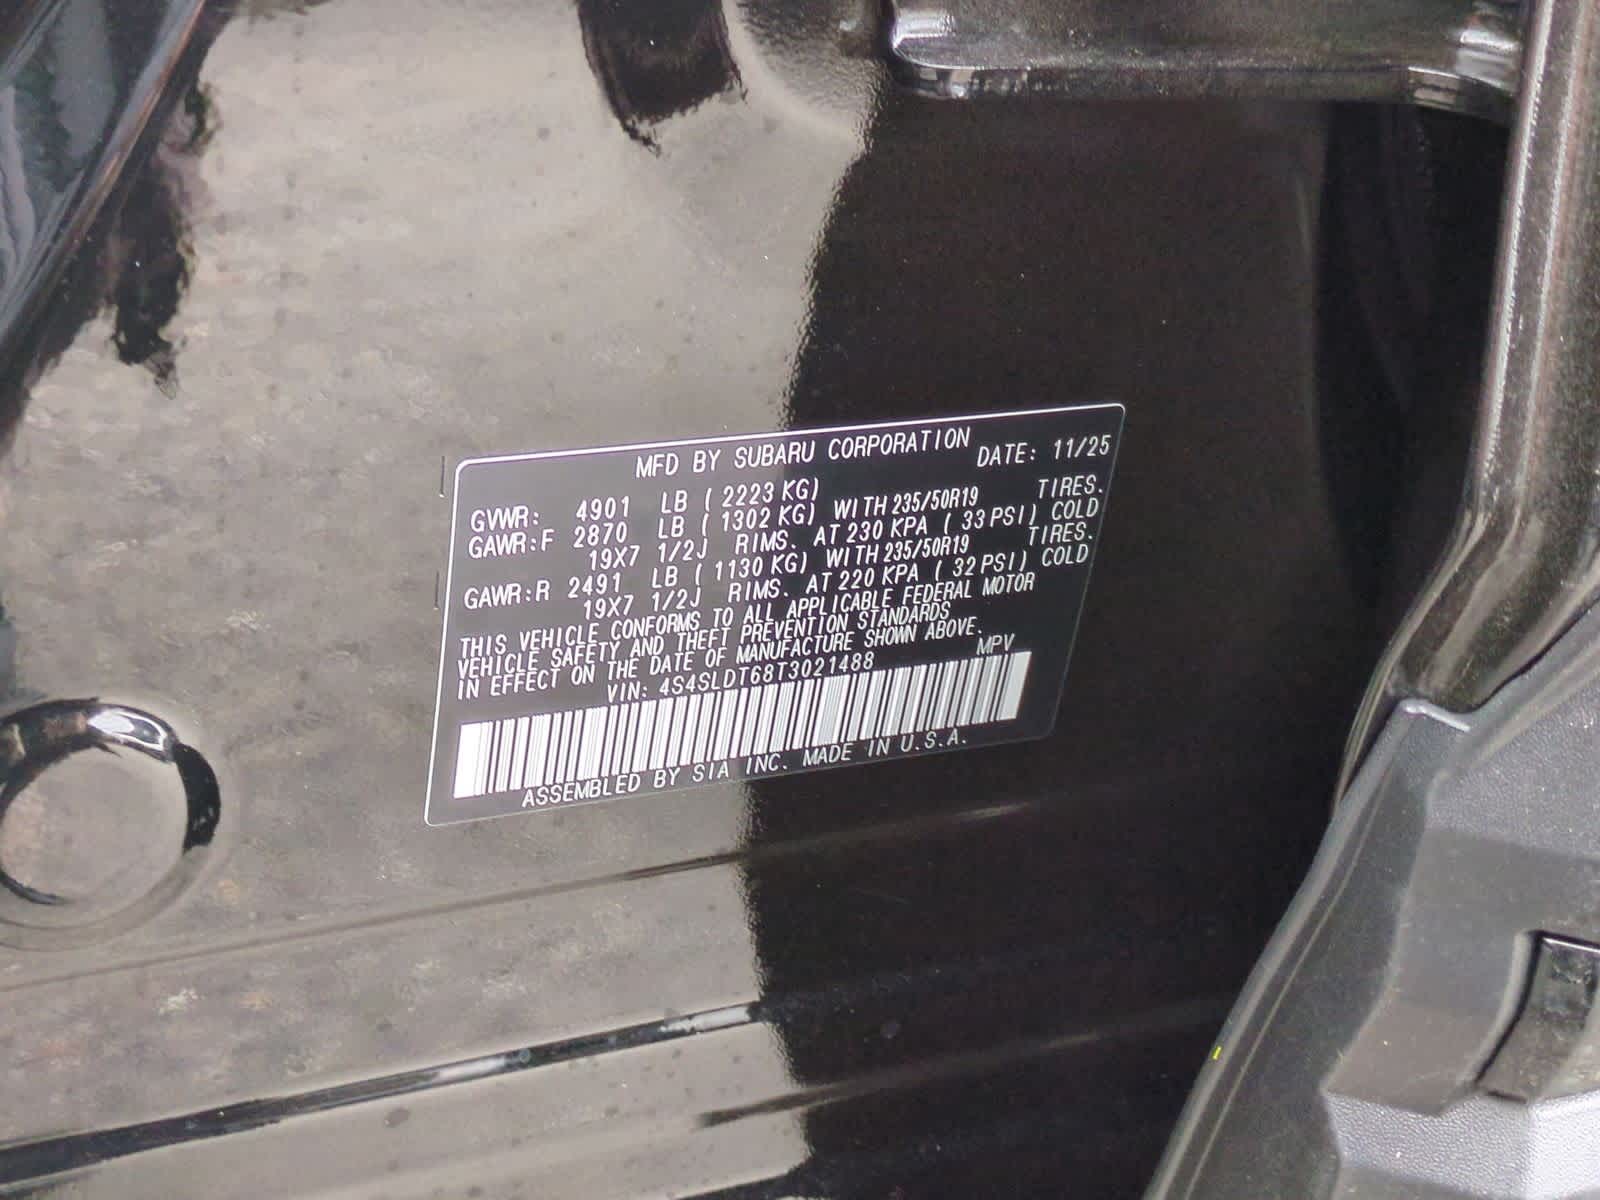 MFD BY SUBARU CORPORATION DATE: 11/25
GVWR: 4901 LB ( 2223 KG)
GAWR:F 2870 LB ( 1302 KG) WITH 235/50R19 TIRES.
19X7 1/2J RIMS. AT 230 KPA ( 33 PSI) COLD
GAWR:R 2491 LB ( 1130 KG) WITH 235/50R19 TIRES.
19X7 1/2J RIMS. AT 220 KPA ( 32 PSI) COLD
THIS VEHICLE CONFORMS TO ALL APPLICABLE FEDERAL MOTOR
VEHICLE SAFETY AND THEFT PREVENTION STANDARDS
IN EFFECT ON THE DATE OF MANUFACTURE SHOWN ABOVE.
VIN: 4S4SLDT68T3021488 MPV
ASSEMBLED BY SIA INC. MADE IN U.S.A.